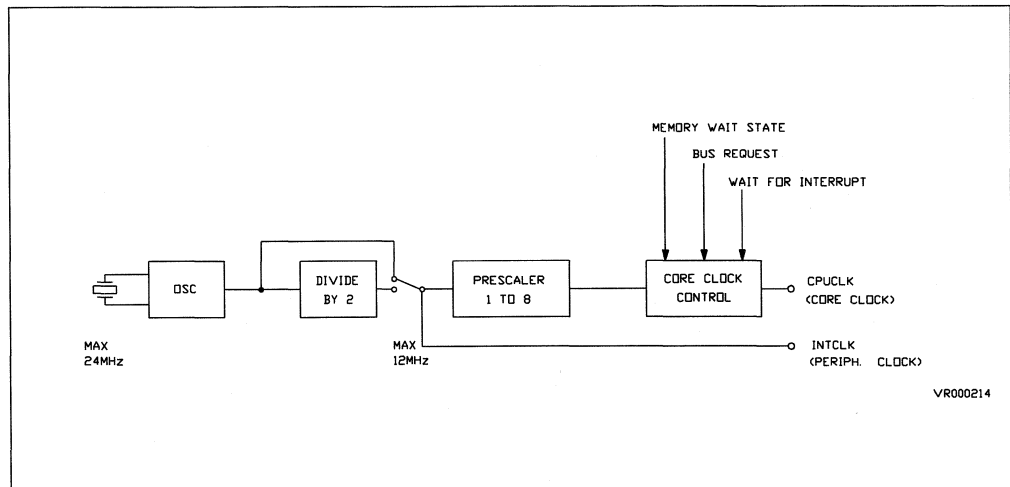 MEMORY WAIT STATE
BUS REQUEST
WAIT FOR INTERRUPT
OSC
DIVIDE
BY 2
PRESCALER
1 TO 8
CORE CLOCK
CONTROL
CPUCLK
(CORE CLOCK)
MAX
24MHz
MAX
12MHz
INTCLK
(PERIPH. CLOCK)
VR000214